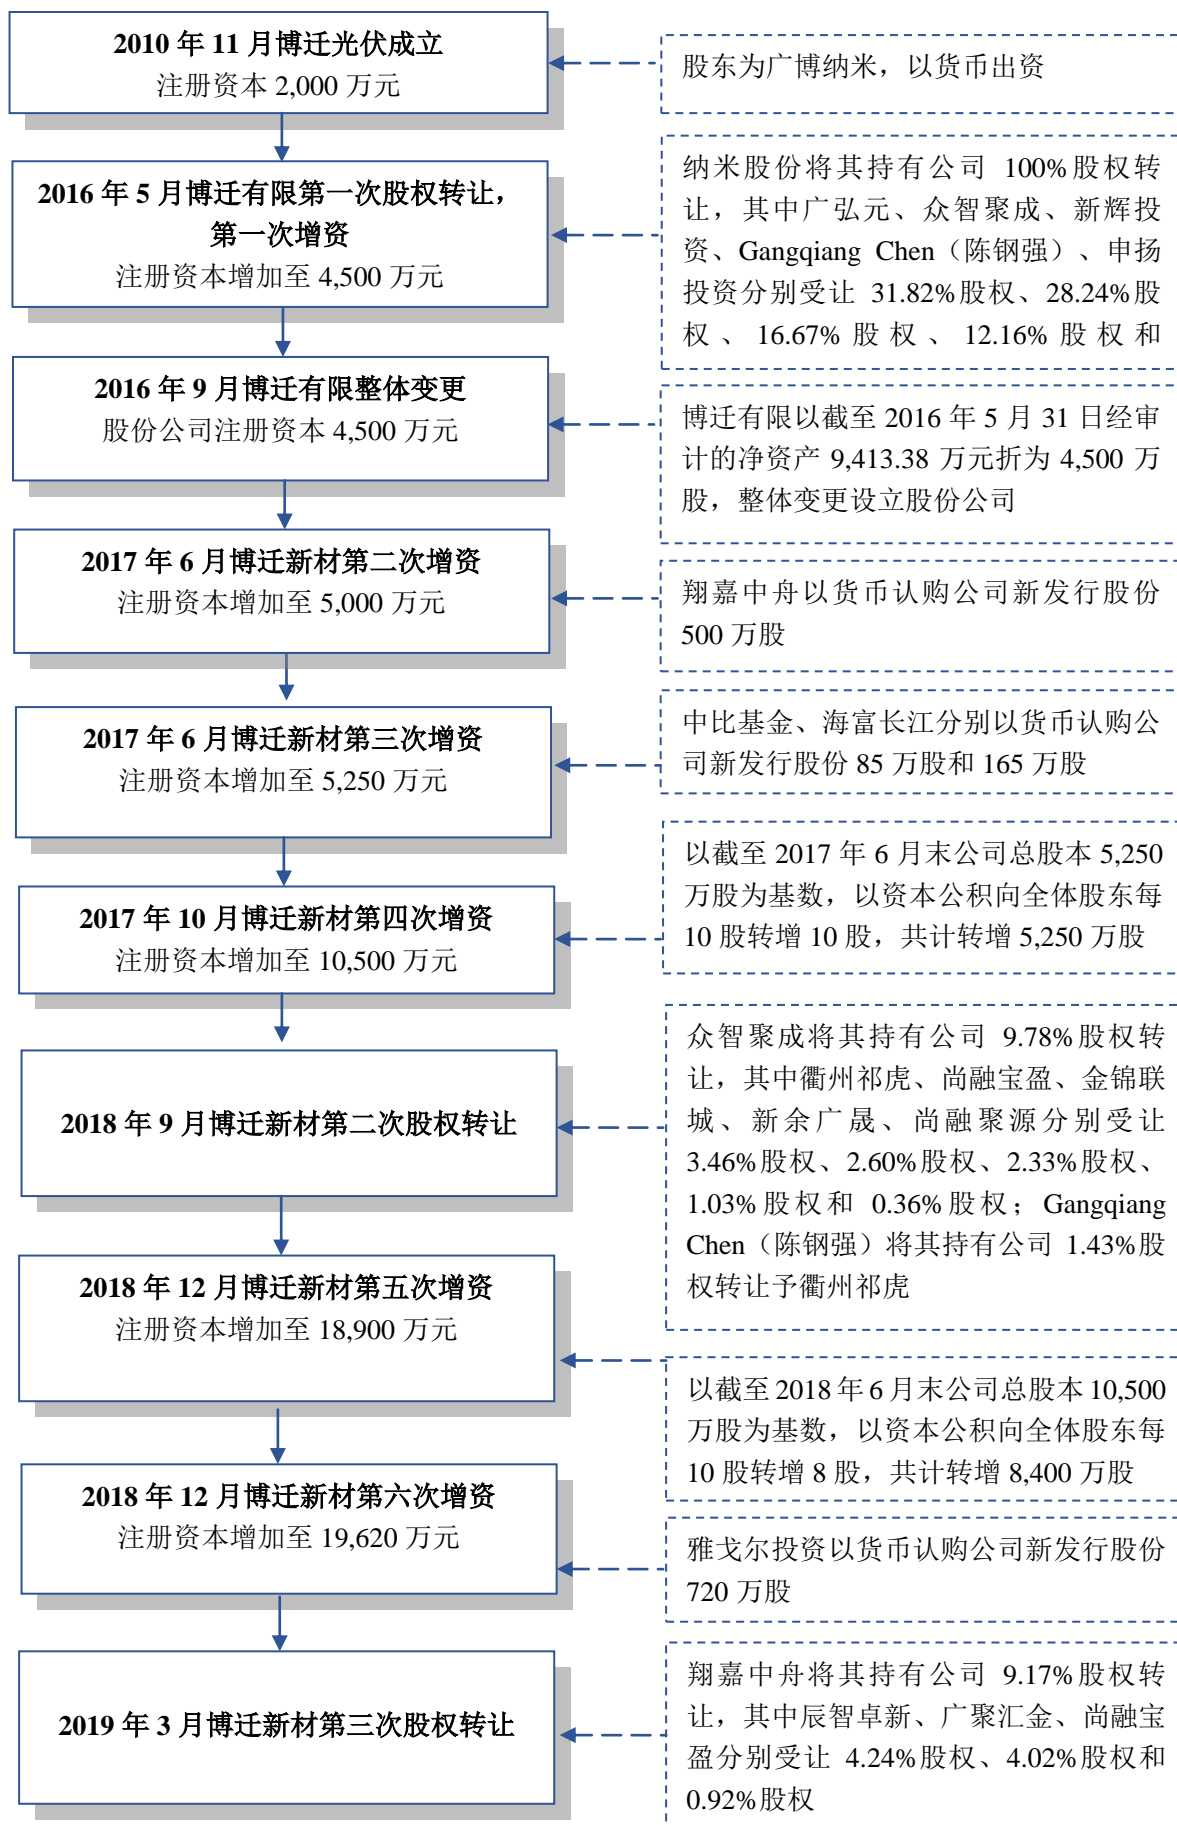 2010 年 11 月博迁光伏成立
注册资本 2,000 万元
股东为广博纳米，以货币出资
2016 年 5 月博迁有限第一次股权转让，
第一次增资
注册资本增加至 4,500 万元
纳米股份将其持有公司 100%股权转
让，其中广弘元、众智聚成、新辉投
资、Gangqiang Chen（陈钢强）、申扬
投资分别受让 31.82%股权、28.24%股
权、16.67%股权、12.16%股权和
2016 年 9 月博迁有限整体变更
股份公司注册资本 4,500 万元
博迁有限以截至 2016 年 5 月 31 日经审
计的净资产 9,413.38 万元折为 4,500 万
股，整体变更设立股份公司
2017 年 6 月博迁新材第二次增资
注册资本增加至 5,000 万元
翔嘉中舟以货币认购公司新发行股份
500 万股
2017 年 6 月博迁新材第三次增资
注册资本增加至 5,250 万元
中比基金、海富长江分别以货币认购公
司新发行股份 85 万股和 165 万股
2017 年 10 月博迁新材第四次增资
注册资本增加至 10,500 万元
以截至 2017 年 6 月末公司总股本 5,250
万股为基数，以资本公积向全体股东每
10 股转增 10 股，共计转增 5,250 万股
2018 年 9 月博迁新材第二次股权转让
众智聚成将其持有公司 9.78%股权转
让，其中衢州祁虎、尚融宝盈、金锦联
城、新余广晟、尚融聚源分别受让
3.46%股权、2.60%股权、2.33%股权、
1.03%股权和 0.36%股权；Gangqiang
Chen（陈钢强）将其持有公司 1.43%股
权转让予衢州祁虎
2018 年 12 月博迁新材第五次增资
注册资本增加至 18,900 万元
以截至 2018 年 6 月末公司总股本 10,500
万股为基数，以资本公积向全体股东每
10 股转增 8 股，共计转增 8,400 万股
2018 年 12 月博迁新材第六次增资
注册资本增加至 19,620 万元
雅戈尔投资以货币认购公司新发行股份
720 万股
2019 年 3 月博迁新材第三次股权转让
翔嘉中舟将其持有公司 9.17%股权转
让，其中辰智卓新、广聚汇金、尚融宝
盈分别受让 4.24%股权、4.02%股权和
0.92%股权